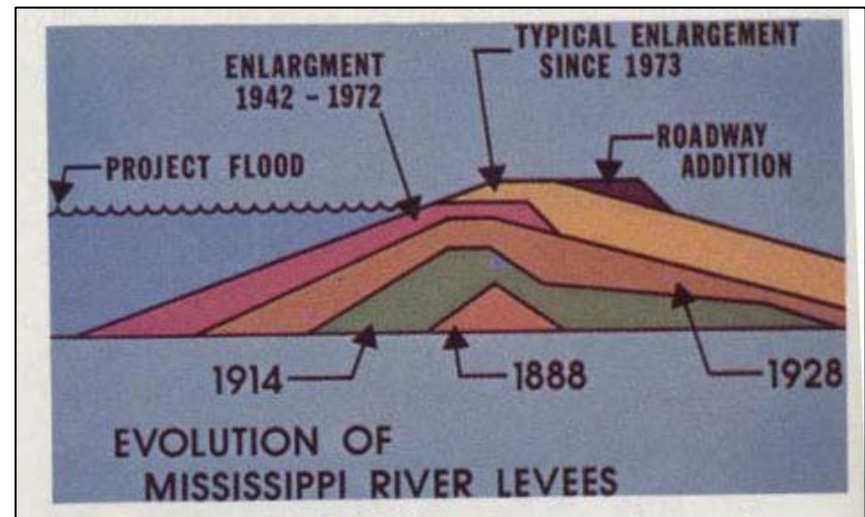 ENLARGMENT
1942 - 1972
TYPICAL ENLARGEMENT
SINCE 1973
PROJECT FLOOD
ROADWAY
ADDITION
1914
1888
1928
EVOLUTION OF
MISSISSIPPI RIVER LEVEES